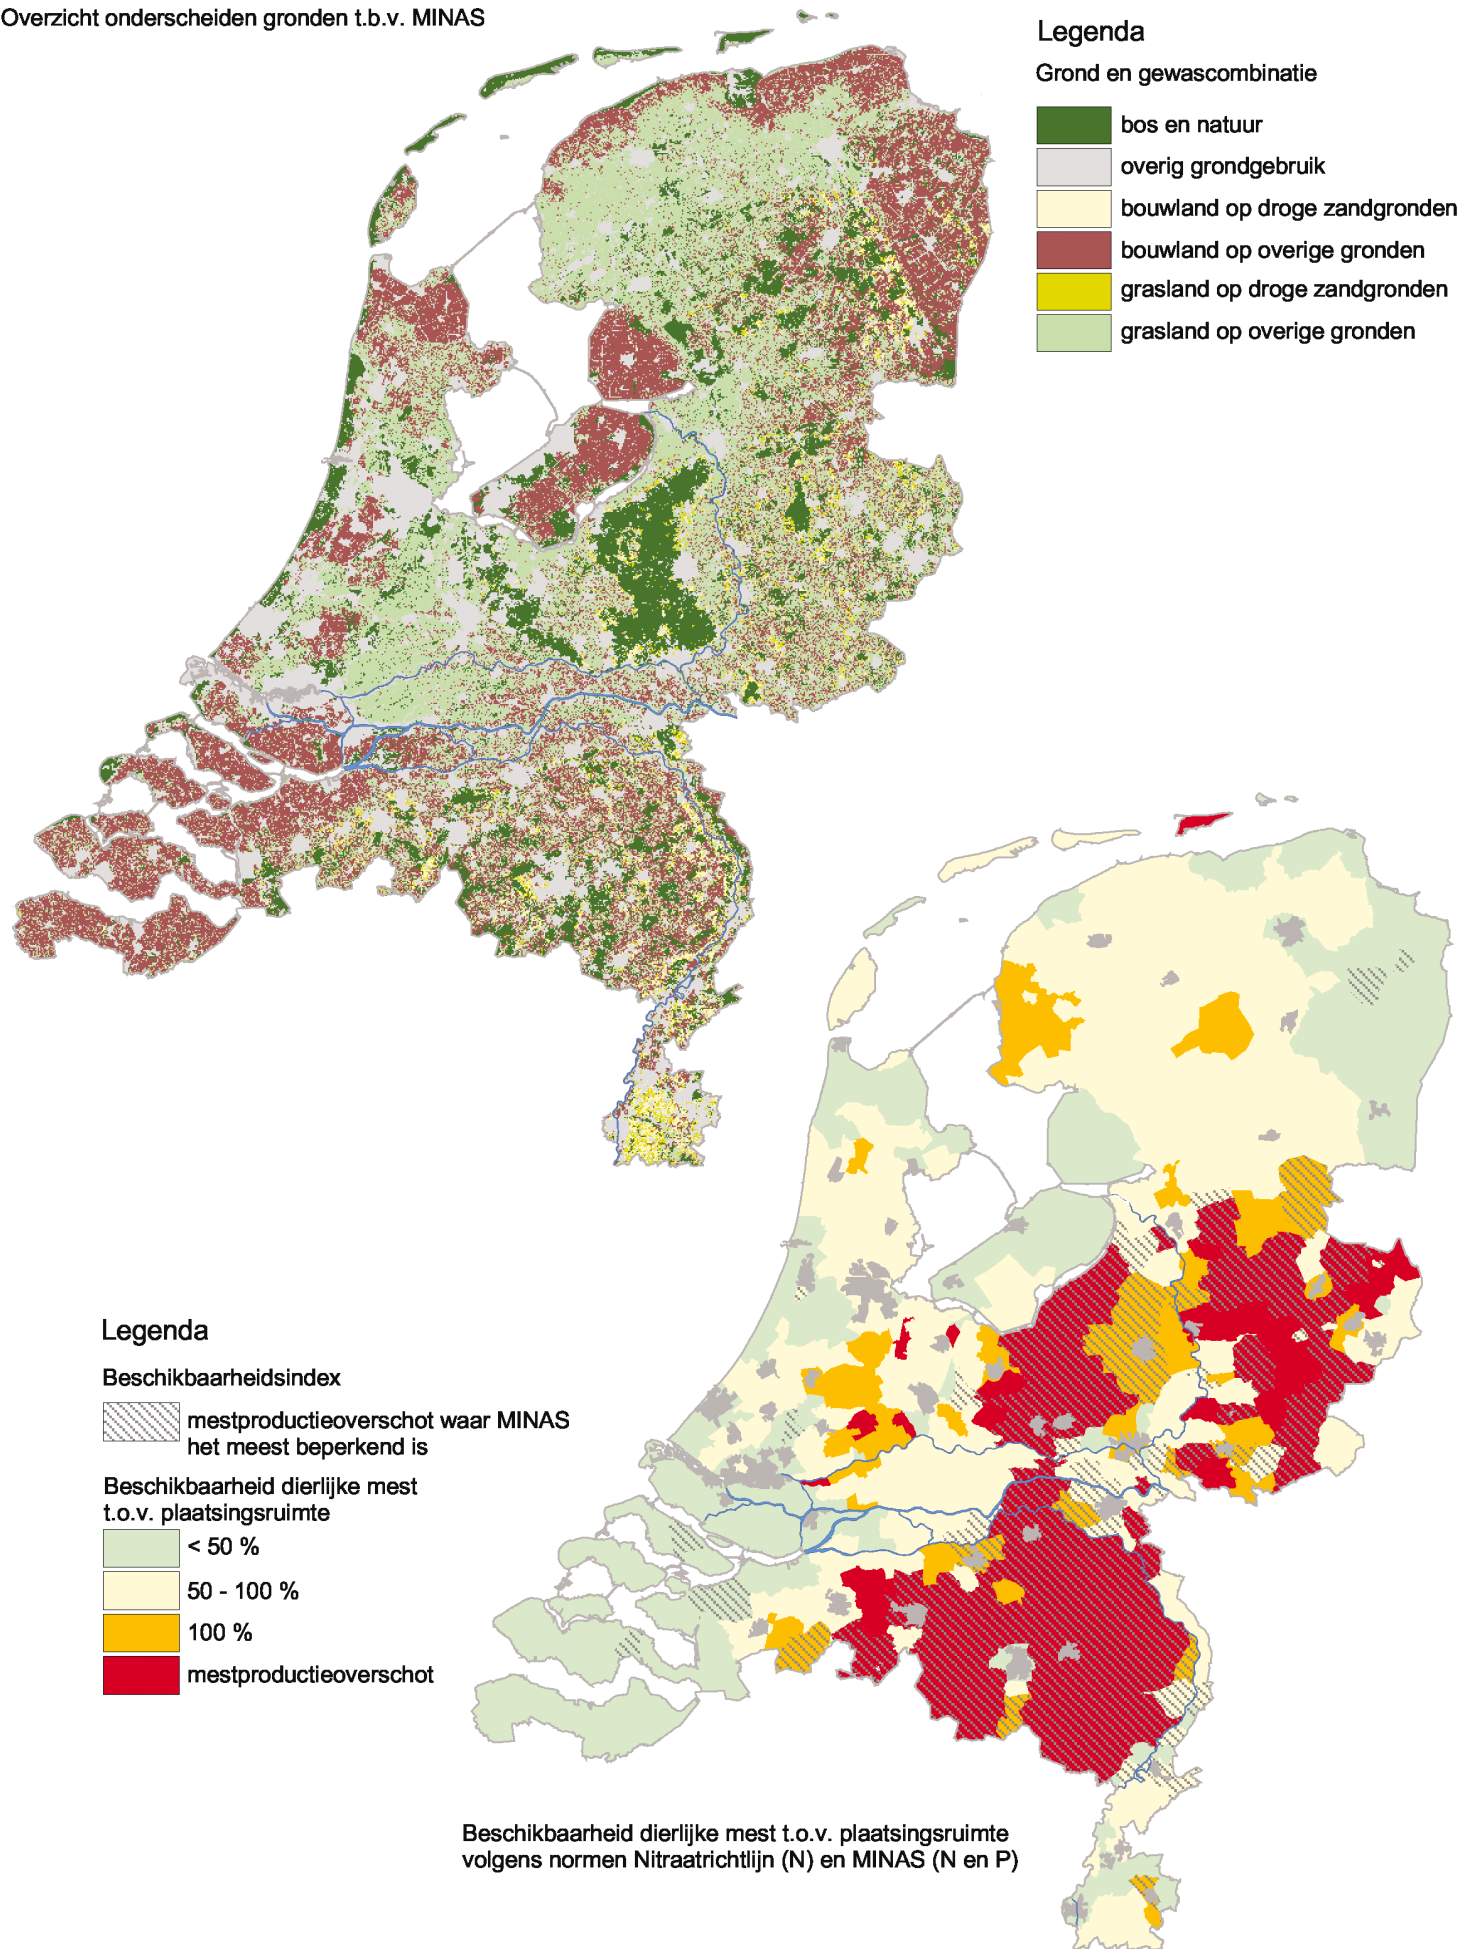 Overzicht onderscheiden gronden t.b.v. MINAS
Legenda
Grond en gewascombinatie
bos en natuur
overig grondgebruik
bouwland op droge zandgronden
bouwland op overige gronden
grasland op droge zandgronden
grasland op overige gronden
Legenda
Beschikbaarheidsindex
mestproductieoverschot waar MINAS
het meest beperkend is
Beschikbaarheid dierlijke mest
t.o.v. plaatsingsruimte
< 50 %
50 - 100 %
100 %
mestproductieoverschot
Beschikbaarheid dierlijke mest t.o.v. plaatsingsruimte
volgens normen Nitraatrichtlijn (N) en MINAS (N en P)